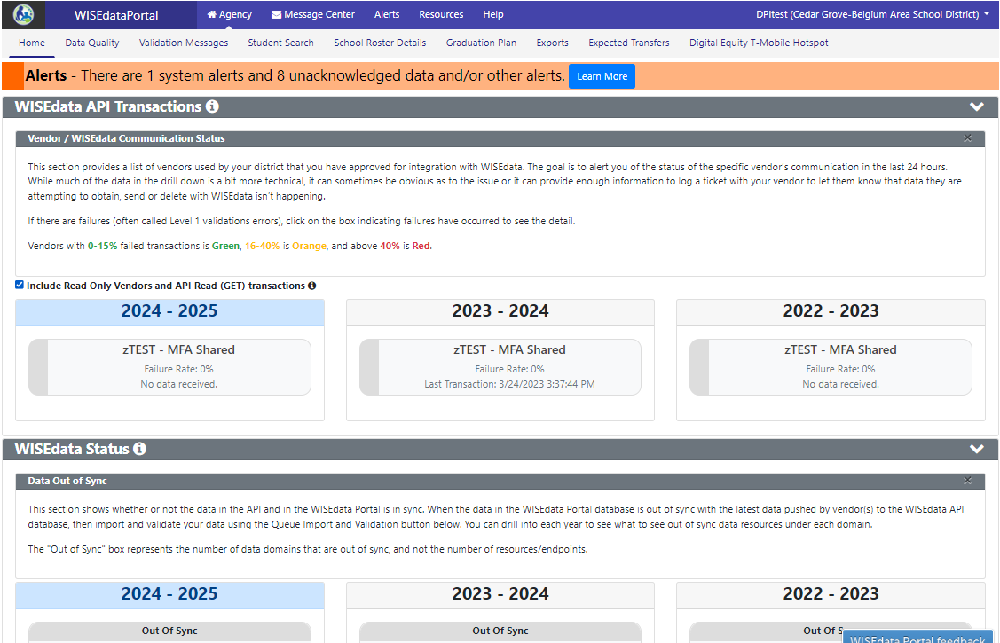 WISEdataPortal
Agency
Message Center
Alerts
Resources
Help
DPItest (Cedar Grove-Belgium Area School District)
Home
Data Quality
Validation Messages
Student Search
School Roster Details
Graduation Plan
Exports
Expected Transfers
Digital Equity T-Mobile Hotspot
Alerts - There are 1 system alerts and 8 unacknowledged data and/or other alerts.
Learn More
WISEdata API Transactions
Vendor / WISEdata Communication Status
This section provides a list of vendors used by your district that you have approved for integration with WISEdata. The goal is to alert you of the status of the specific vendor's communication in the last 24 hours.
While much of the data in the drill down is a bit more technical, it can sometimes be obvious as to the issue or it can provide enough information to log a ticket with your vendor to let them know that data they are
attempting to obtain, send or delete with WISEdata isn't happening.
If there are failures (often called Level 1 validations errors), click on the box indicating failures have occurred to see the detail.
Vendors with 0-15% failed transactions is Green, 16-40% is Orange, and above 40% is Red.
Include Read Only Vendors and API Read (GET) transactions
2024 - 2025
zTEST - MFA Shared
Failure Rate: 0%
No data received.
2023 - 2024
zTEST - MFA Shared
Failure Rate: 0%
Last Transaction: 3/24/2023 3:37:44 PM
2022 - 2023
zTEST - MFA Shared
Failure Rate: 0%
No data received.
WISEdata Status
Data Out of Sync
This section shows whether or not the data in the API and in the WISEdata Portal is in sync. When the data in the WISEdata Portal database is out of sync with the latest data pushed by vendor(s) to the WISEdata API
database, then import and validate your data using the Queue Import and Validation button below. You can drill into each year to see what to see out of sync data resources under each domain.
The "Out of Sync" box represents the number of data domains that are out of sync, and not the number of resources/endpoints.
2024 - 2025
Out Of Sync
2023 - 2024
Out Of Sync
2022 - 2023
Out Of S
WISEdata Portal feedback